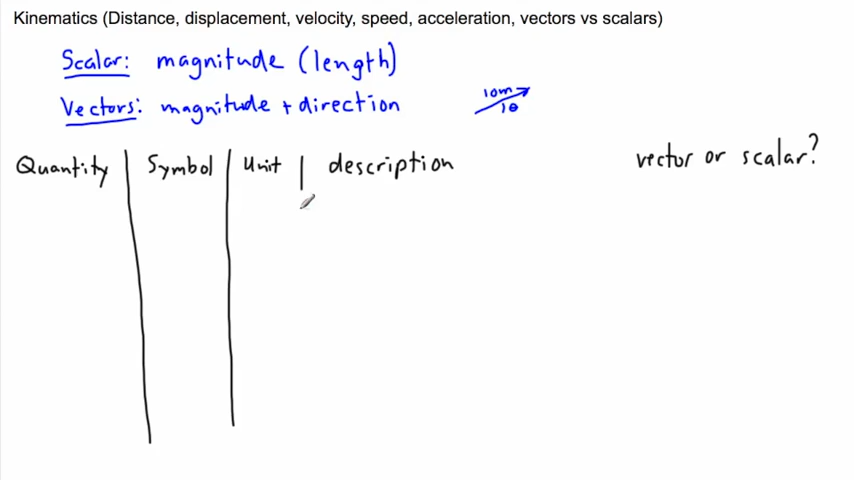 Kinematics (Distance, displacement, velocity, speed, acceleration, vectors vs scalars)
Scalar: magnitude (length)
Vectors: magnitude + direction
10m
θ
Quantity Symbol Unit description vector or scalar?